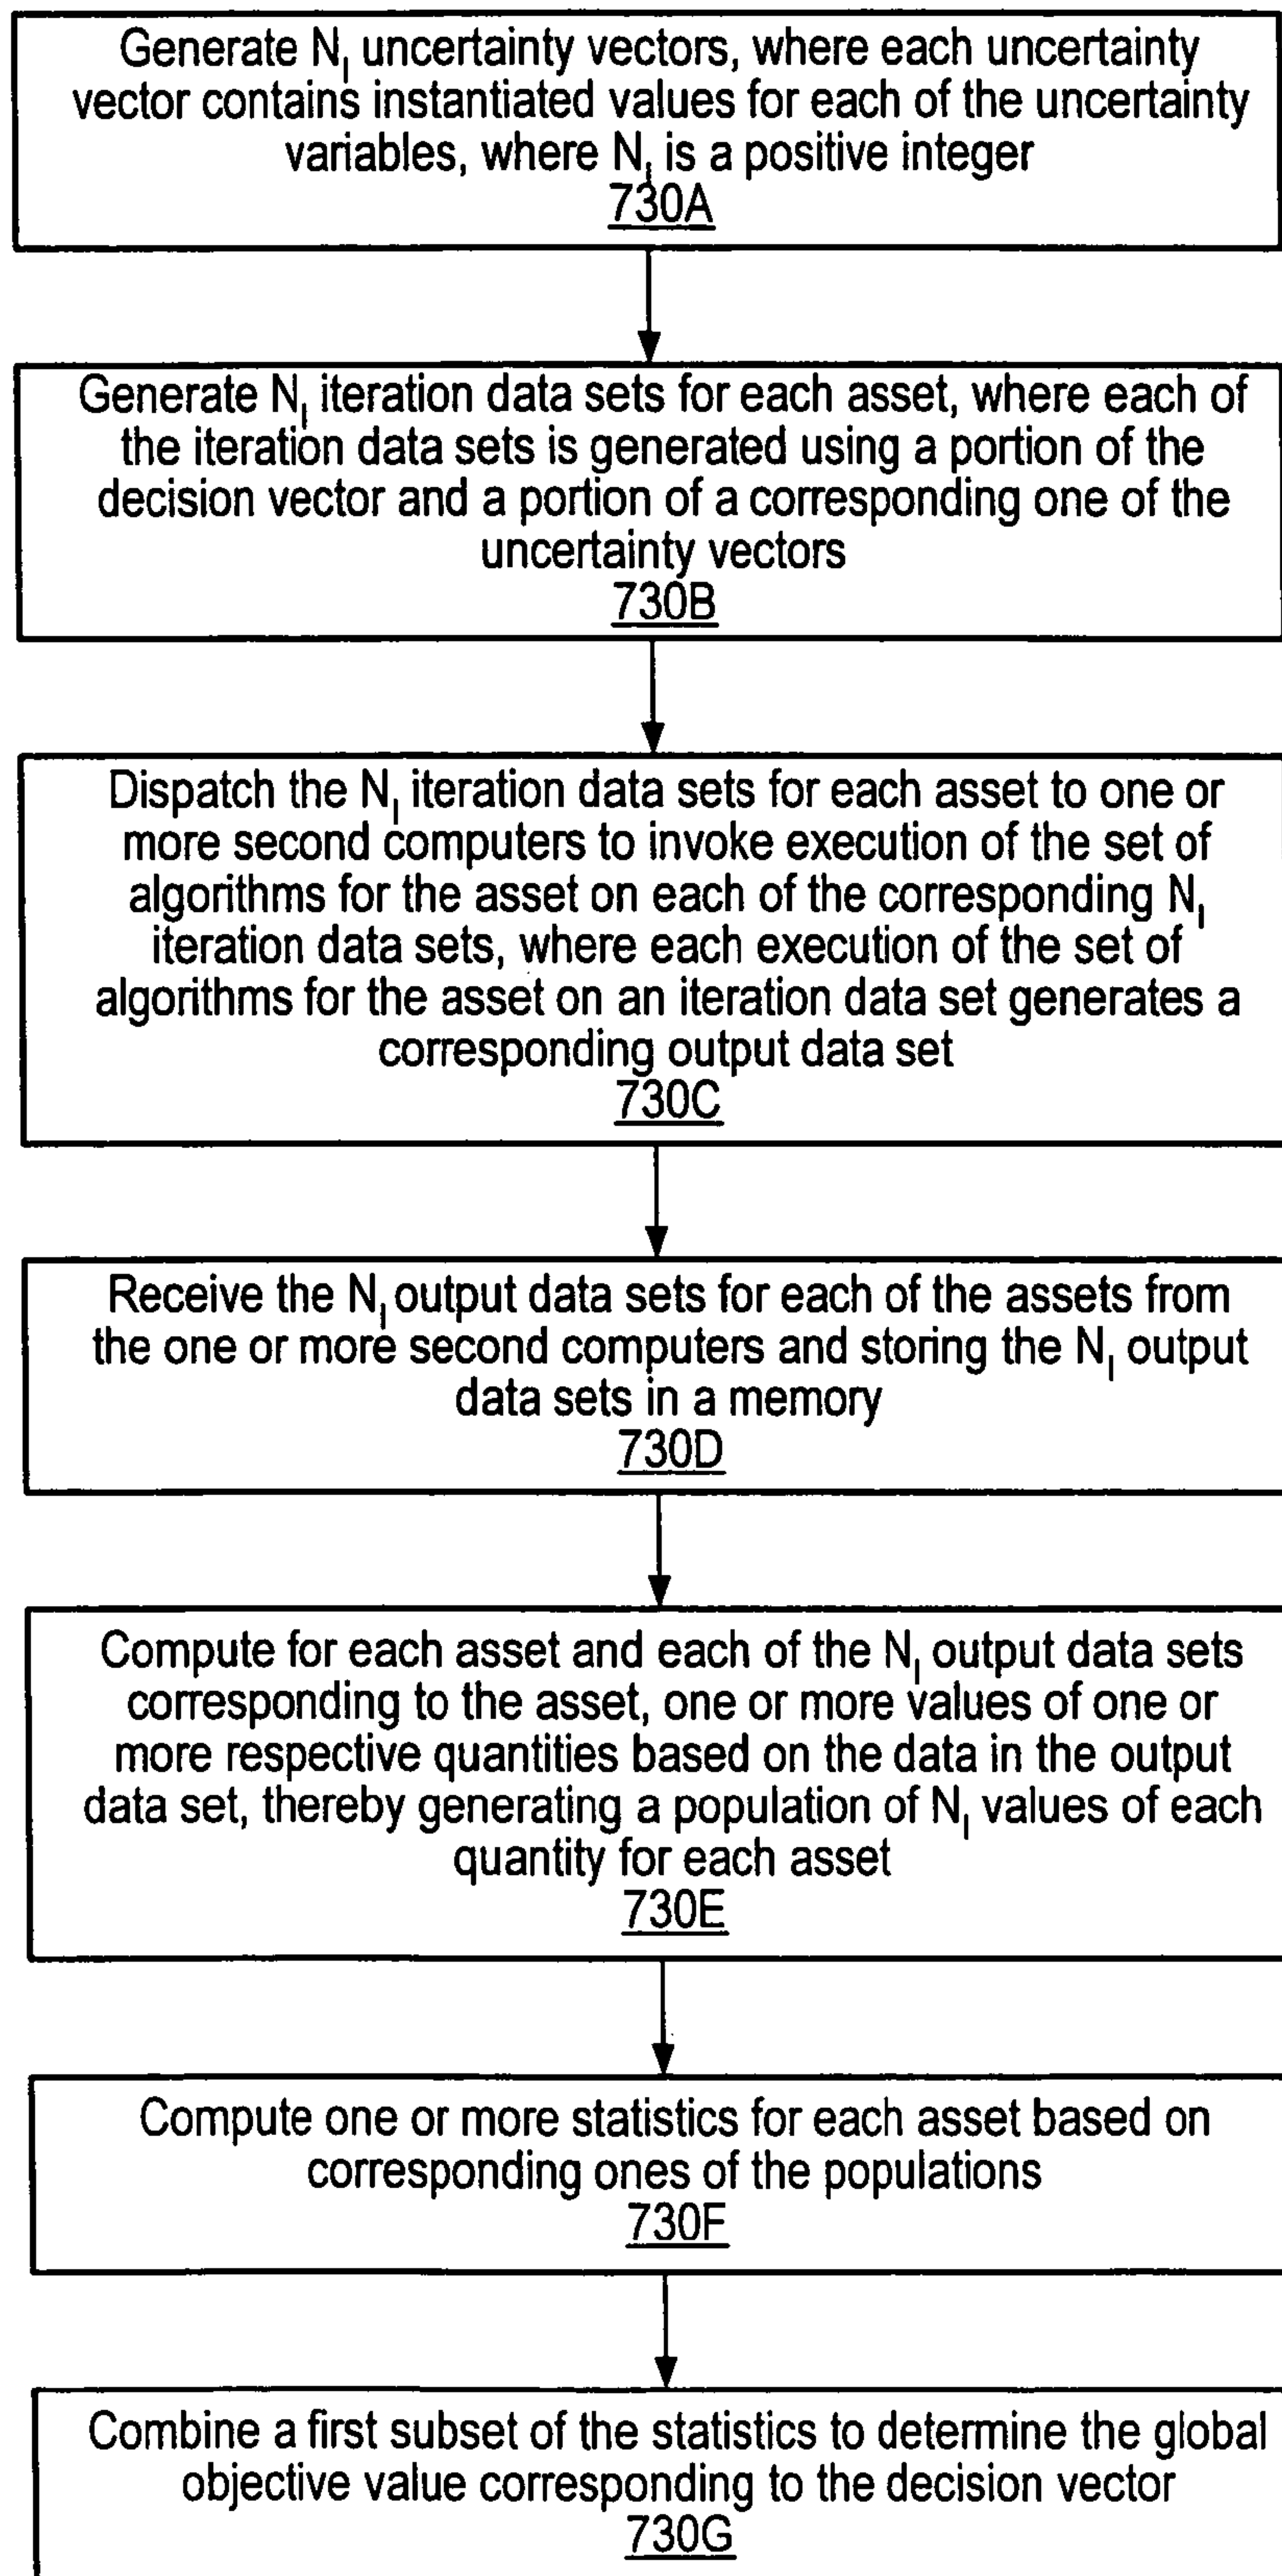 Generate N_I uncertainty vectors, where each uncertainty
vector contains instantiated values for each of the uncertainty
variables, where N_I is a positive integer
730A
Generate N_I iteration data sets for each asset, where each of
the iteration data sets is generated using a portion of the
decision vector and a portion of a corresponding one of the
uncertainty vectors
730B
Dispatch the N_I iteration data sets for each asset to one or
more second computers to invoke execution of the set of
algorithms for the asset on each of the corresponding N_I
iteration data sets, where each execution of the set of
algorithms for the asset on an iteration data set generates a
corresponding output data set
730C
Receive the N_I output data sets for each of the assets from
the one or more second computers and storing the N_I output
data sets in a memory
730D
Compute for each asset and each of the N_I output data sets
corresponding to the asset, one or more values of one or
more respective quantities based on the data in the output
data set, thereby generating a population of N_I values of each
quantity for each asset
730E
Compute one or more statistics for each asset based on
corresponding ones of the populations
730F
Combine a first subset of the statistics to determine the global
objective value corresponding to the decision vector
730G